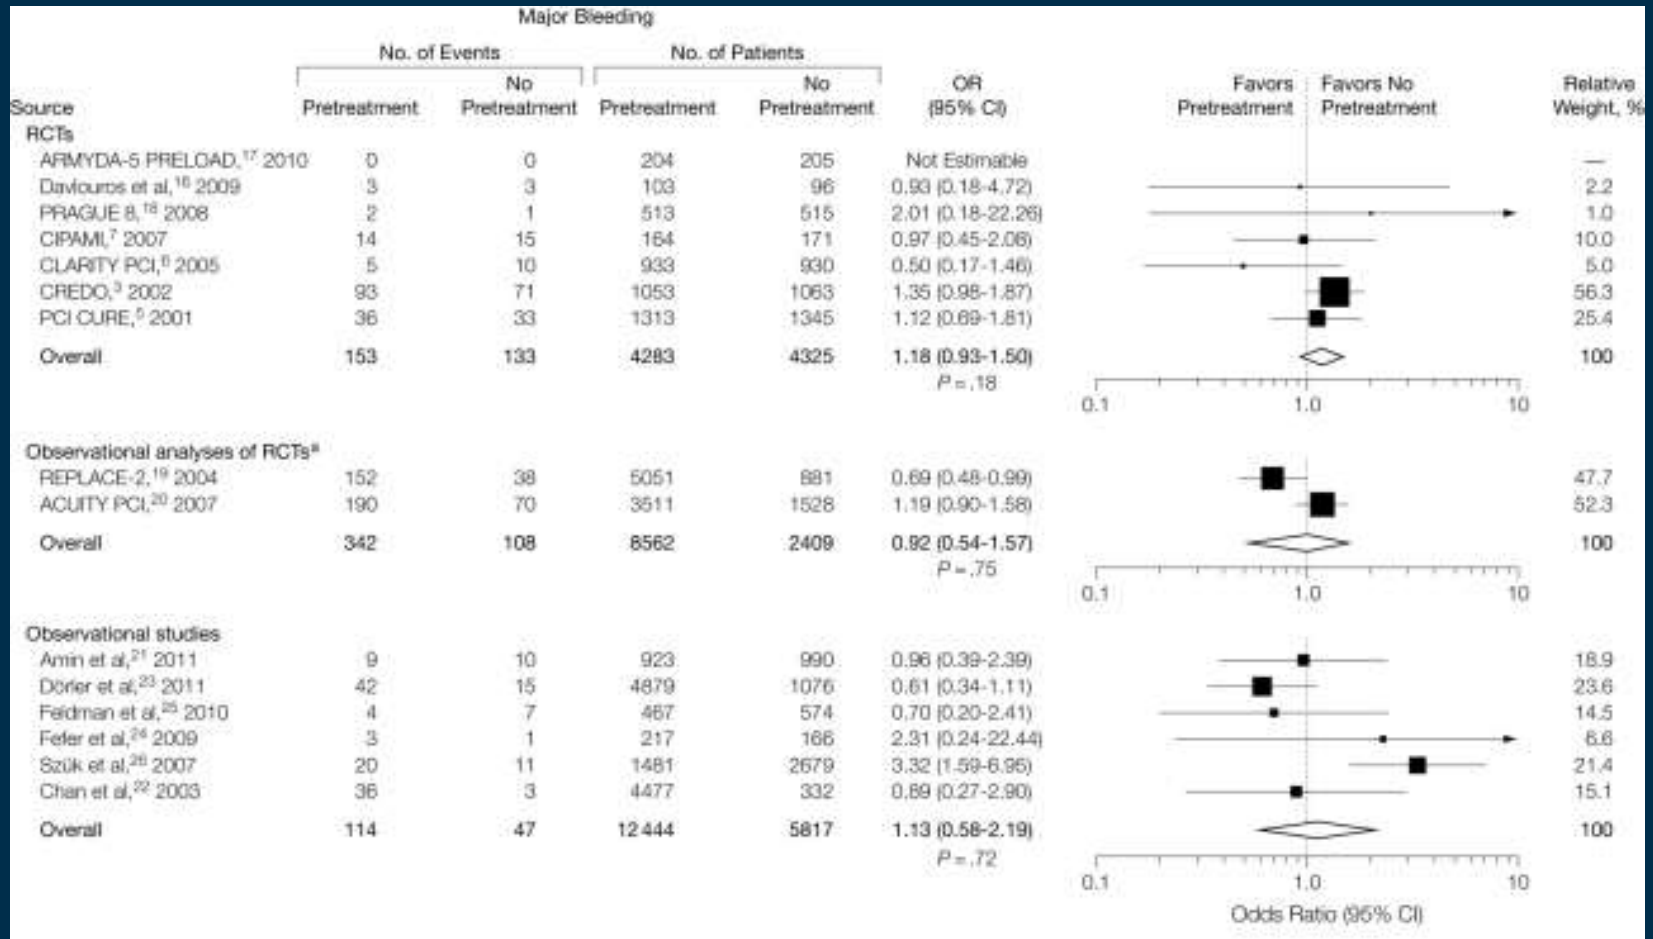 Major Bleeding
No. of Events No. of Patients
No No OR Favors Favors No Relative
Source Pretreatment Pretreatment Pretreatment Pretreatment (95% CI) Pretreatment Pretreatment Weight, %
RCTs
ARMYDA-5 PRELOAD,17 2010 0 0 204 205 Not Estimable —
Davlouros et al,16 2009 3 3 103 96 0.93 (0.18-4.72) 2.2
PRAGUE 8,18 2008 2 1 513 515 2.01 (0.18-22.26) 1.0
CIPAMI,7 2007 14 15 164 171 0.97 (0.45-2.08) 10.0
CLARITY PCI,6 2005 5 10 933 930 0.50 (0.17-1.46) 5.0
CREDO,3 2002 93 71 1053 1063 1.35 (0.98-1.87) 56.3
PCI CURE,5 2001 36 33 1313 1345 1.12 (0.69-1.81) 25.4
Overall 153 133 4283 4325 1.18 (0.93-1.50) 100
P = .18
0.1 1.0 10
Observational analyses of RCTsa
REPLACE-2,19 2004 152 38 5051 881 0.69 (0.48-0.99) 47.7
ACUITY PCI,20 2007 190 70 3511 1528 1.19 (0.90-1.58) 52.3
Overall 342 108 8562 2409 0.92 (0.54-1.57) 100
P = .75
0.1 1.0 10
Observational studies
Amin et al,21 2011 9 10 923 990 0.96 (0.39-2.39) 18.9
Dörler et al,23 2011 42 15 4879 1076 0.61 (0.34-1.11) 23.6
Feldman et al,25 2010 4 7 467 574 0.70 (0.20-2.41) 14.5
Fefer et al,24 2009 3 1 217 166 2.31 (0.24-22.44) 6.6
Szük et al,26 2007 20 11 1481 2679 3.32 (1.59-6.95) 21.4
Chan et al,22 2003 36 3 4477 332 0.89 (0.27-2.90) 15.1
Overall 114 47 12 444 5817 1.13 (0.58-2.19) 100
P = .72
0.1 1.0 10
Odds Ratio (95% CI)